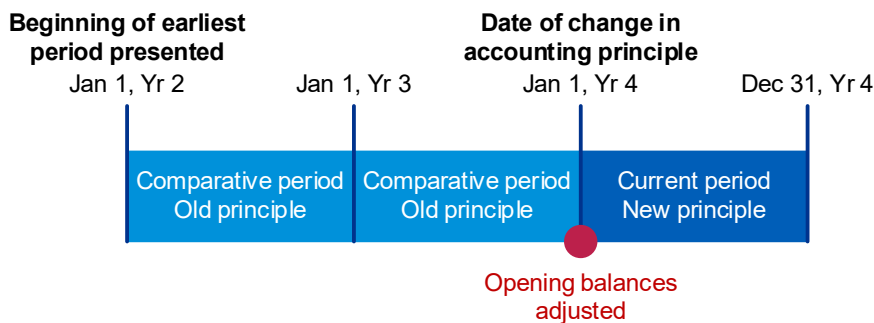 Beginning of earliest
period presented
Date of change in
accounting principle
Jan 1, Yr 2
Jan 1, Yr 3
Jan 1, Yr 4
Dec 31, Yr 4
Comparative period
Old principle
Comparative period
Old principle
Current period
New principle
Opening balances
adjusted